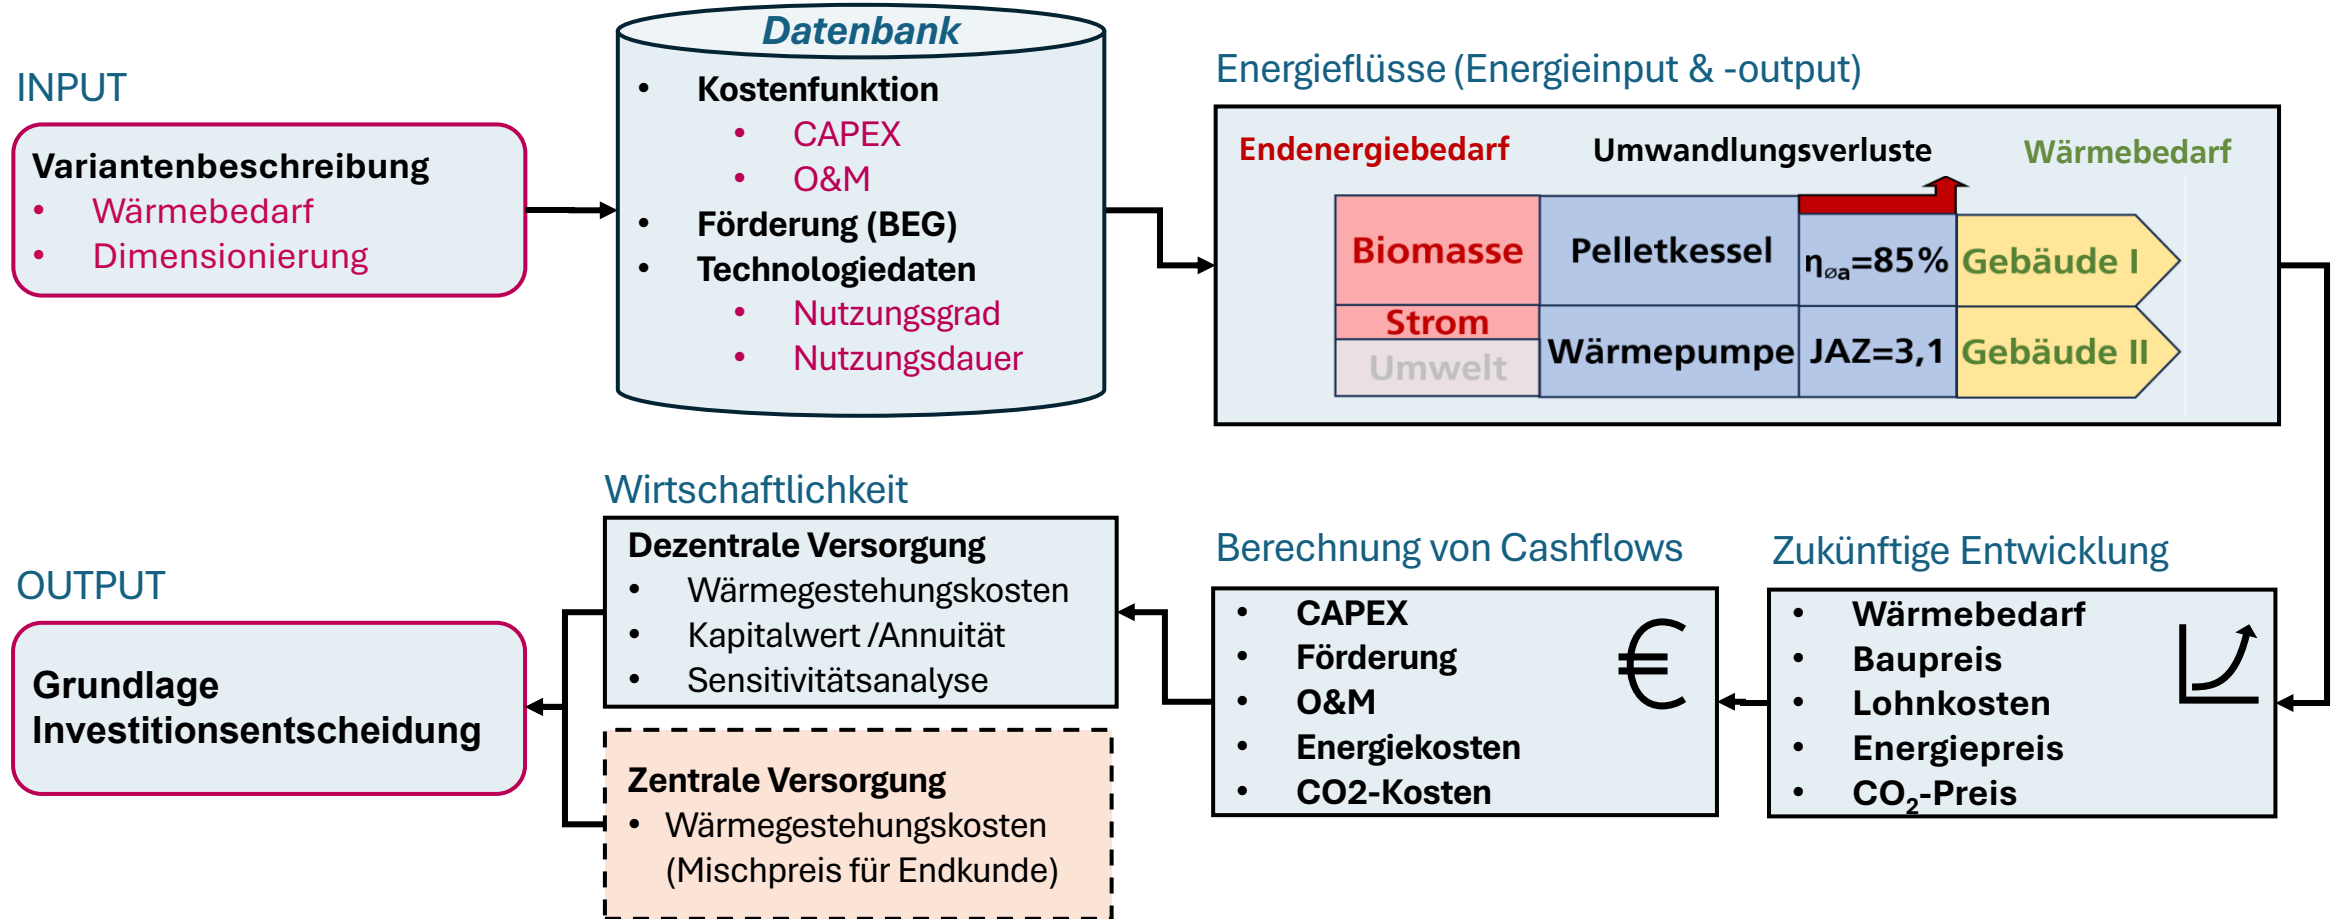 INPUT
Variantenbeschreibung
• Wärmebedarf
• Dimensionierung
Datenbank
• Kostenfunktion
• CAPEX
• O&M
• Förderung (BEG)
• Technologiedaten
• Nutzungsgrad
• Nutzungsdauer
Energieflüsse (Energieinput & -output)
Endenergiebedarf Umwandlungsverluste Wärmebedarf
Biomasse Pelletkessel η⌀a=85% Gebäude I
Strom
Umwelt Wärmepumpe JAZ=3,1 Gebäude II
Zukünftige Entwicklung
• Wärmebedarf
• Baupreis
• Lohnkosten
• Energiepreis
• CO₂-Preis
Berechnung von Cashflows
• CAPEX
• Förderung
• O&M
• Energiekosten
• CO2-Kosten
€
Wirtschaftlichkeit
Dezentrale Versorgung
• Wärmegestehungskosten
• Kapitalwert /Annuität
• Sensitivitätsanalyse
Zentrale Versorgung
• Wärmegestehungskosten
(Mischpreis für Endkunde)
OUTPUT
Grundlage
Investitionsentscheidung